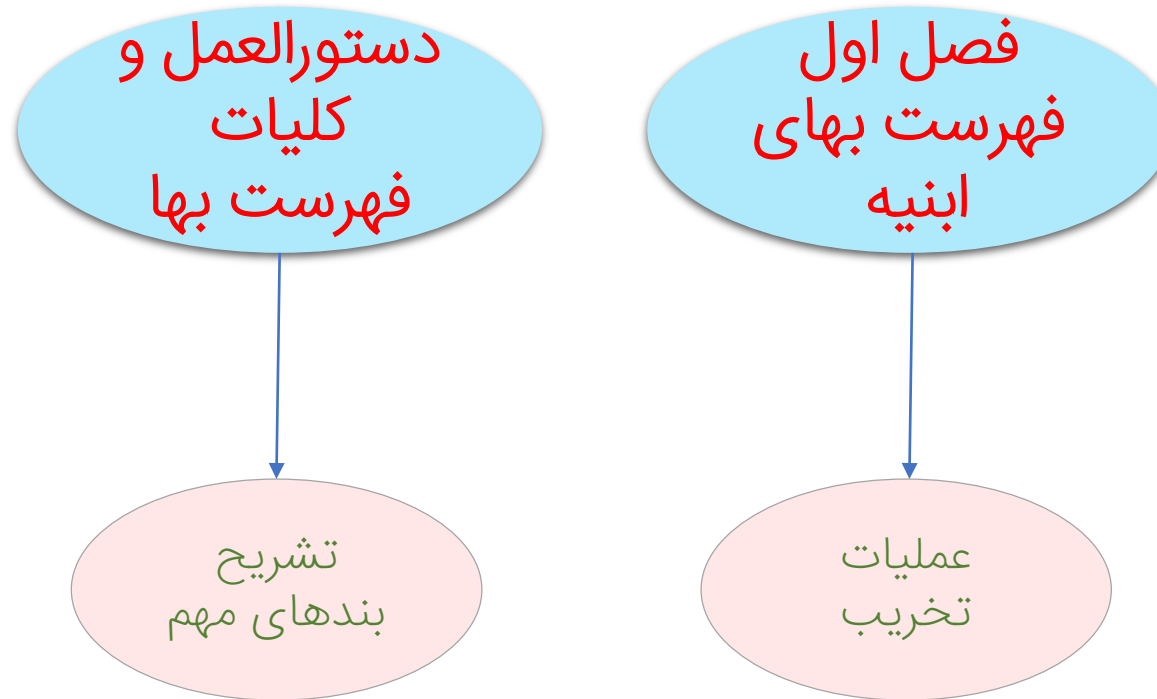 فصل اول
فهرست بهای
ابنیه
دستورالعمل و
کلیات
فهرست بها
عملیات
تخریب
تشریح
بندهای مهم